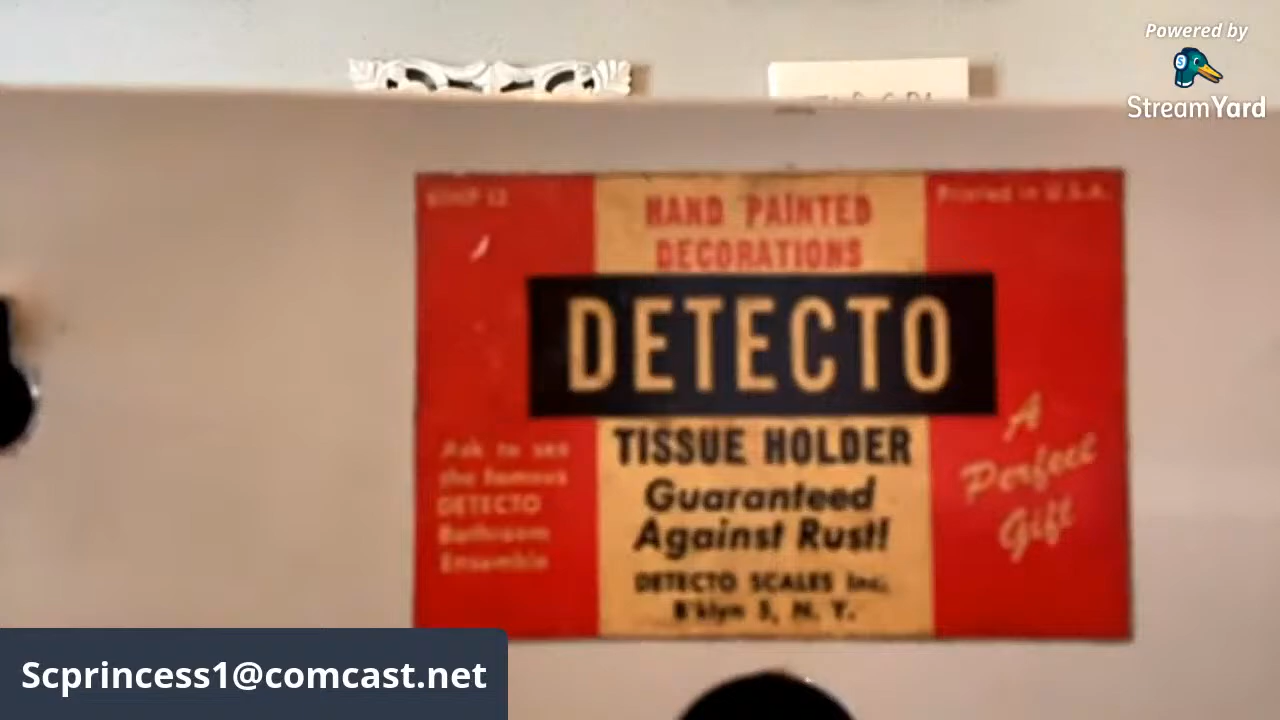 Powered by
StreamYard
Printed in U.S.A.
HAND PAINTED
DECORATIONS
DETECTO
TISSUE HOLDER
Guaranteed
Against Rust!
DETECTO SCALES Inc.
B'klyn 5, N. Y.
Ask to see
the famous
DETECTO
Bathroom
Ensemble
A
Perfect
Gift
Scprincess1@comcast.net